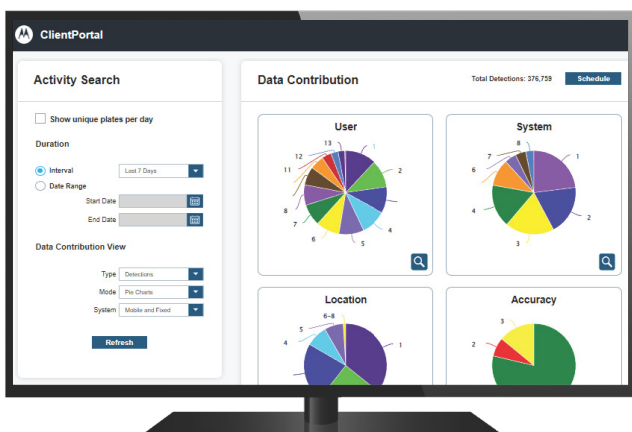 ClientPortal
Activity Search
Show unique plates per day
Duration
Interval
Last 7 Days
Date Range
Start Date
End Date
Data Contribution View
Type
Detections
Mode
Pie Charts
System
Mobile and Fixed
Refresh
Data Contribution
Total Detections: 376,759
Schedule
User
13
1
12
2
11
4
8
7
6
5
System
8
7
1
6
4
2
3
Location
6-8
5
4
1
Accuracy
3
2